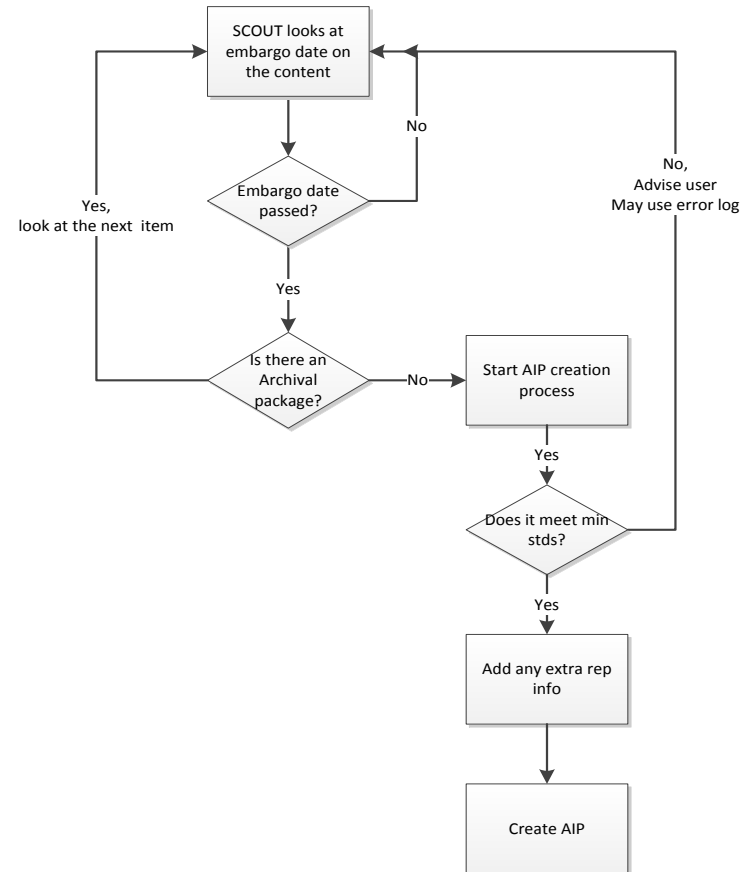 SCOUT looks at
embargo date on
the content
No
Embargo date
passed?
No,
Advise user
May use error log
Yes,
look at the next  item
Yes
Is there an
Archival
package?
No
Start AIP creation
process
Yes
Does it meet min
stds?
Yes
Add any extra rep
info
Create AIP